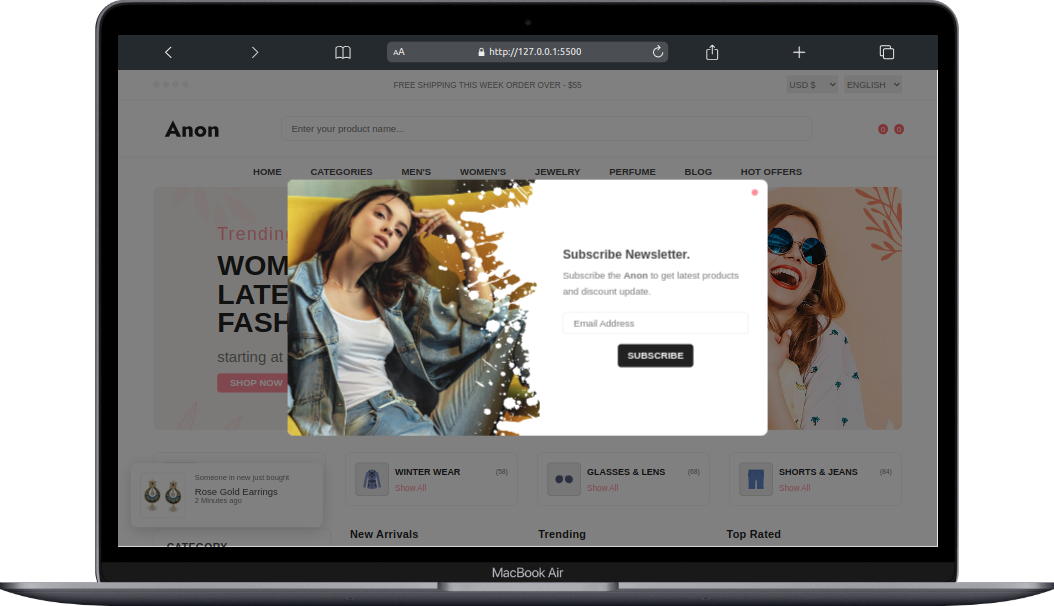 AA http://127.0.0.1:5500
FREE SHIPPING THIS WEEK ORDER OVER - $55
USD $ ENGLISH
Anon
Enter your product name...
0 0
HOME CATEGORIES MEN'S WOMEN'S JEWELRY PERFUME BLOG HOT OFFERS
Trendin
WOM
LATE
FASH
starting at
SHOP NOW
Subscribe Newsletter.
Subscribe the Anon to get latest products
and discount update.
Email Address
SUBSCRIBE
WINTER WEAR (58)
Show All
GLASSES & LENS (68)
Show All
SHORTS & JEANS (84)
Show All
Someone in new just bought
Rose Gold Earrings
2 Minutes ago
CATEGORY
New Arrivals Trending Top Rated
MacBook Air